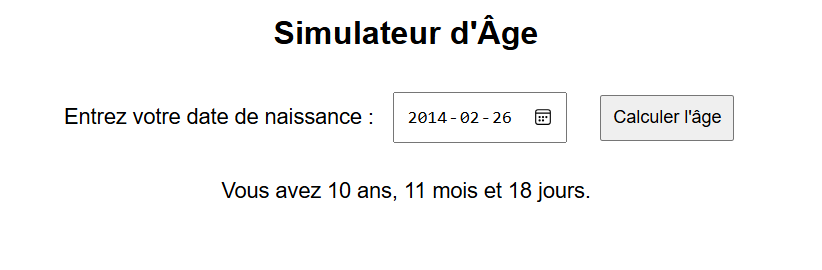 Simulateur d'Âge
Entrez votre date de naissance : 2014-02-26 Calculer l'âge
Vous avez 10 ans, 11 mois et 18 jours.